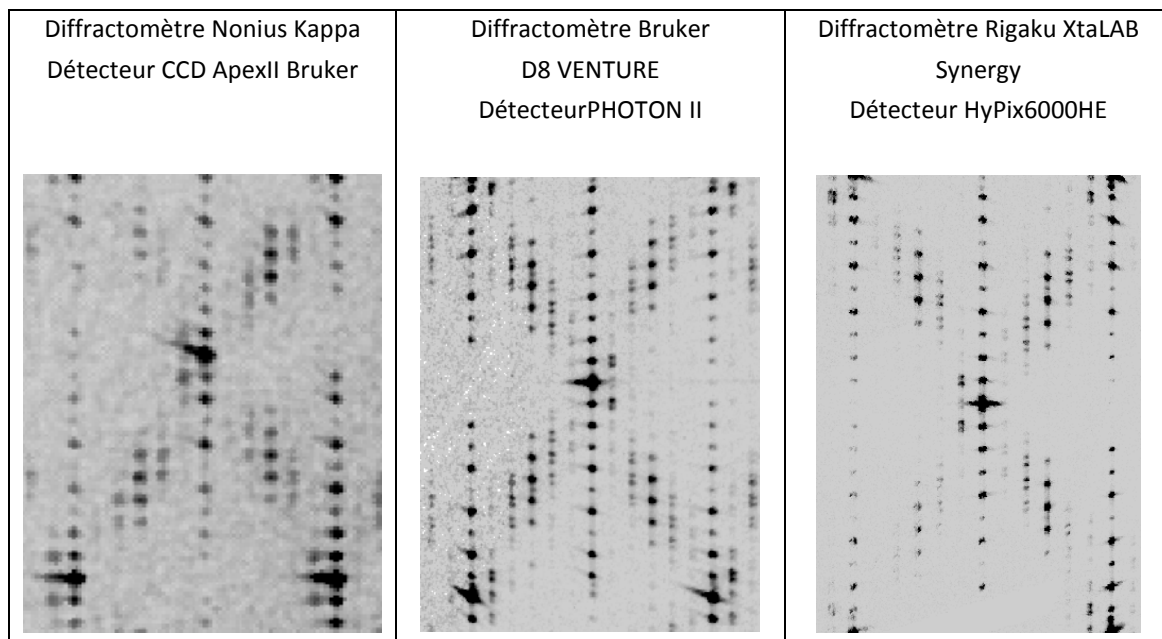 Diffractomètre Nonius Kappa
Détecteur CCD ApexII Bruker
Diffractomètre Bruker
D8 VENTURE
DétecteurPHOTON II
Diffractomètre Rigaku XtaLAB
Synergy
Détecteur HyPix6000HE